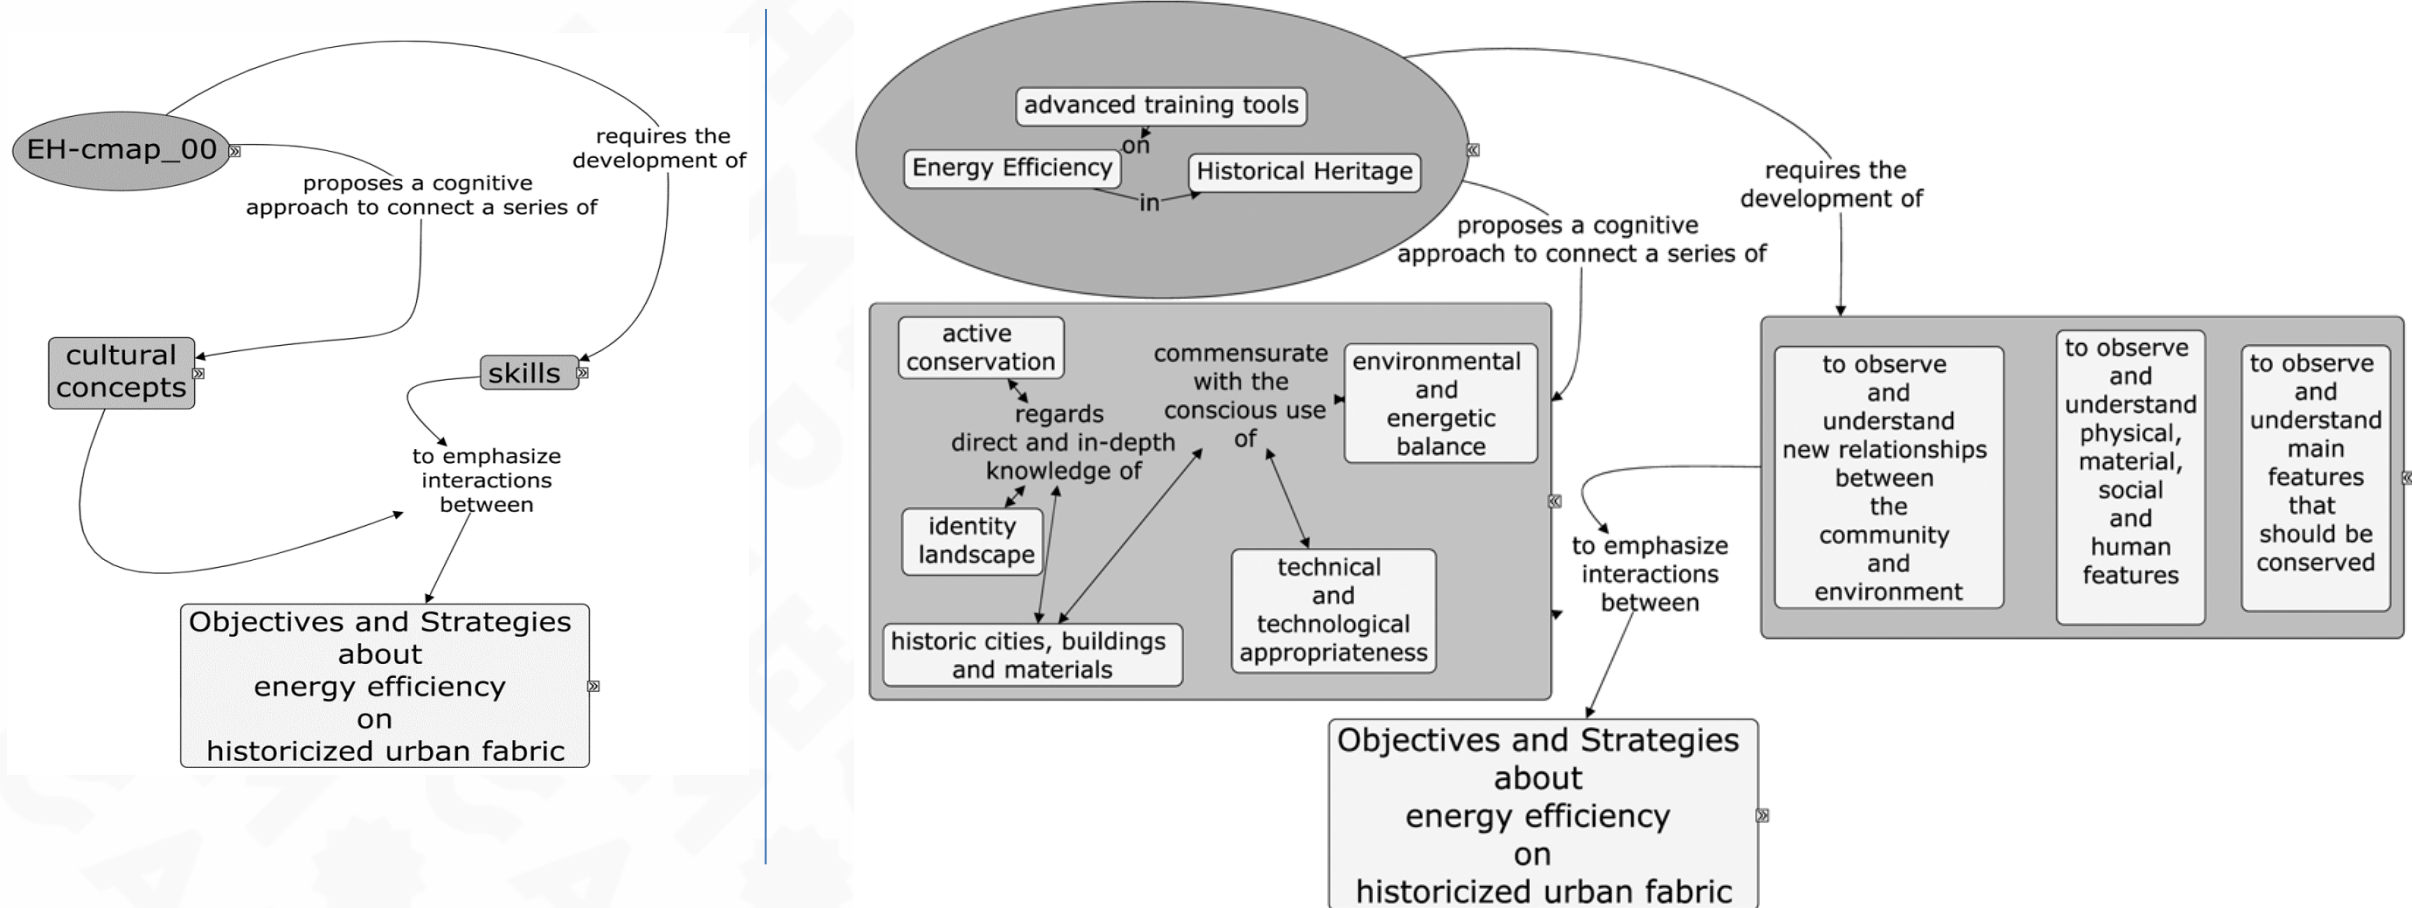 EH-cmap_00
requires the
development of
proposes a cognitive
approach to connect a series of
cultural
concepts
skills
to emphasize
interactions
between
Objectives and Strategies
about
energy efficiency
on
historicized urban fabric
advanced training tools
on
Energy Efficiency
Historical Heritage
in
requires the
development of
proposes a cognitive
approach to connect a series of
active
conservation
regards
direct and in-depth
knowledge of
identity
landscape
historic cities, buildings
and materials
commensurate
with the
conscious use
of
environmental
and
energetic
balance
technical
and
technological
appropriateness
to observe
and
understand
new relationships
between
the
community
and
environment
to observe
and
understand
physical,
material,
social
and
human
features
to observe
and
understand
main
features
that
should be
conserved
to emphasize
interactions
between
Objectives and Strategies
about
energy efficiency
on
historicized urban fabric